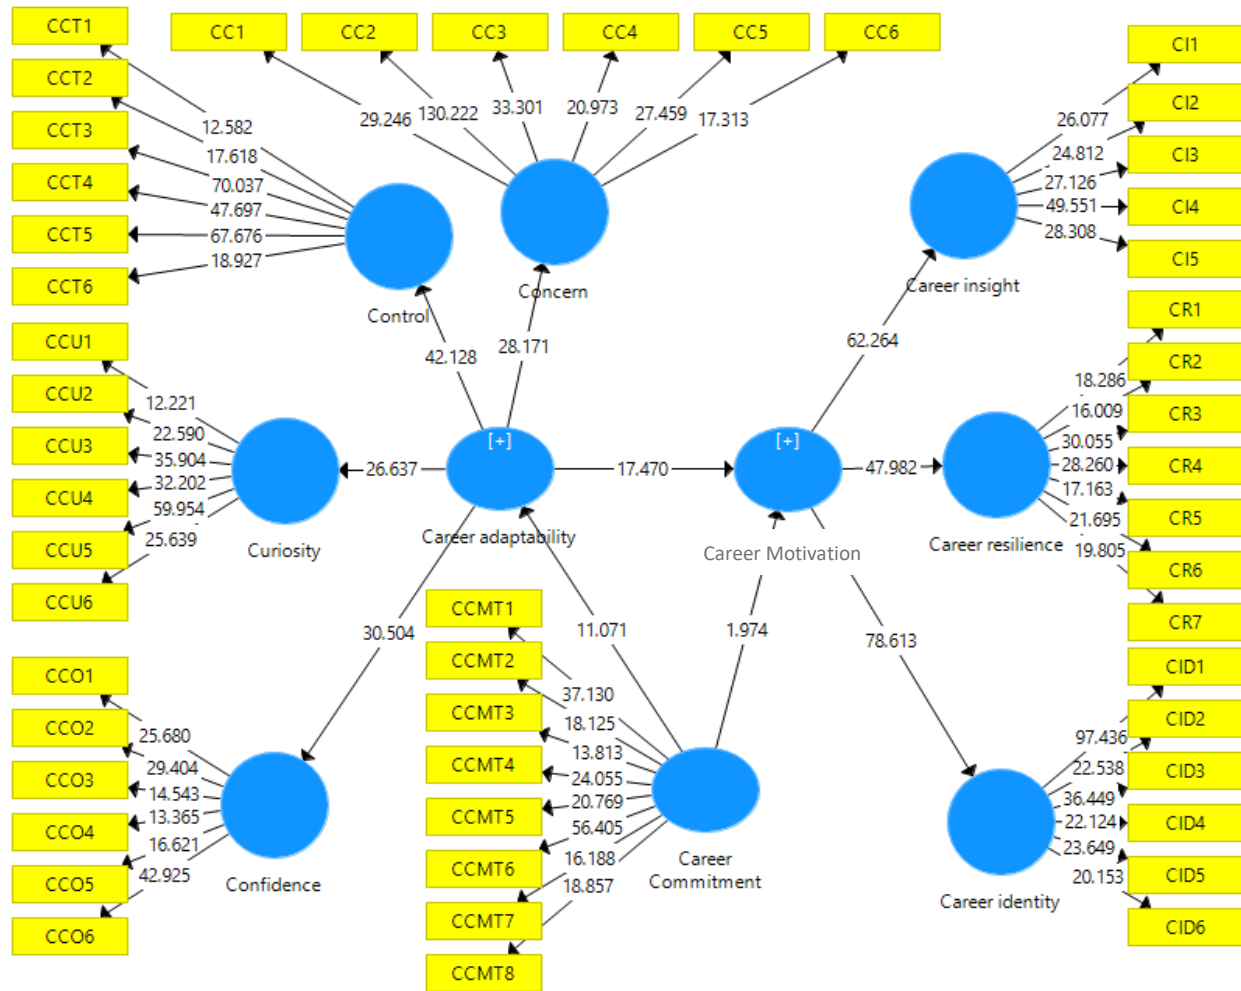 CCT1
CCT2
CCT3
CCT4
CCT5
CCT6
12.582
17.618
70.037
47.697
67.676
18.927
Control
CC1
CC2
CC3
CC4
CC5
CC6
29.246
130.222
33.301
20.973
27.459
17.313
Concern
42.128
28.171
CI1
CI2
CI3
CI4
CI5
26.077
24.812
27.126
49.551
28.308
Career insight
62.264
CCU1
CCU2
CCU3
CCU4
CCU5
CCU6
12.221
22.590
35.904
32.202
59.954
25.639
Curiosity
26.637
[+]
Career adaptability
17.470
[+]
Career Motivation
47.982
CR1
CR2
CR3
CR4
CR5
CR6
CR7
18.286
16.009
30.055
28.260
17.163
21.695
19.805
Career resilience
30.504
11.071
1.974
78.613
CCO1
CCO2
CCO3
CCO4
CCO5
CCO6
25.680
29.404
14.543
13.365
16.621
42.925
Confidence
CCMT1
CCMT2
CCMT3
CCMT4
CCMT5
CCMT6
CCMT7
CCMT8
37.130
18.125
13.813
24.055
20.769
56.405
16.188
18.857
Career
Commitment
CID1
CID2
CID3
CID4
CID5
CID6
97.436
22.538
36.449
22.124
23.649
20.153
Career identity